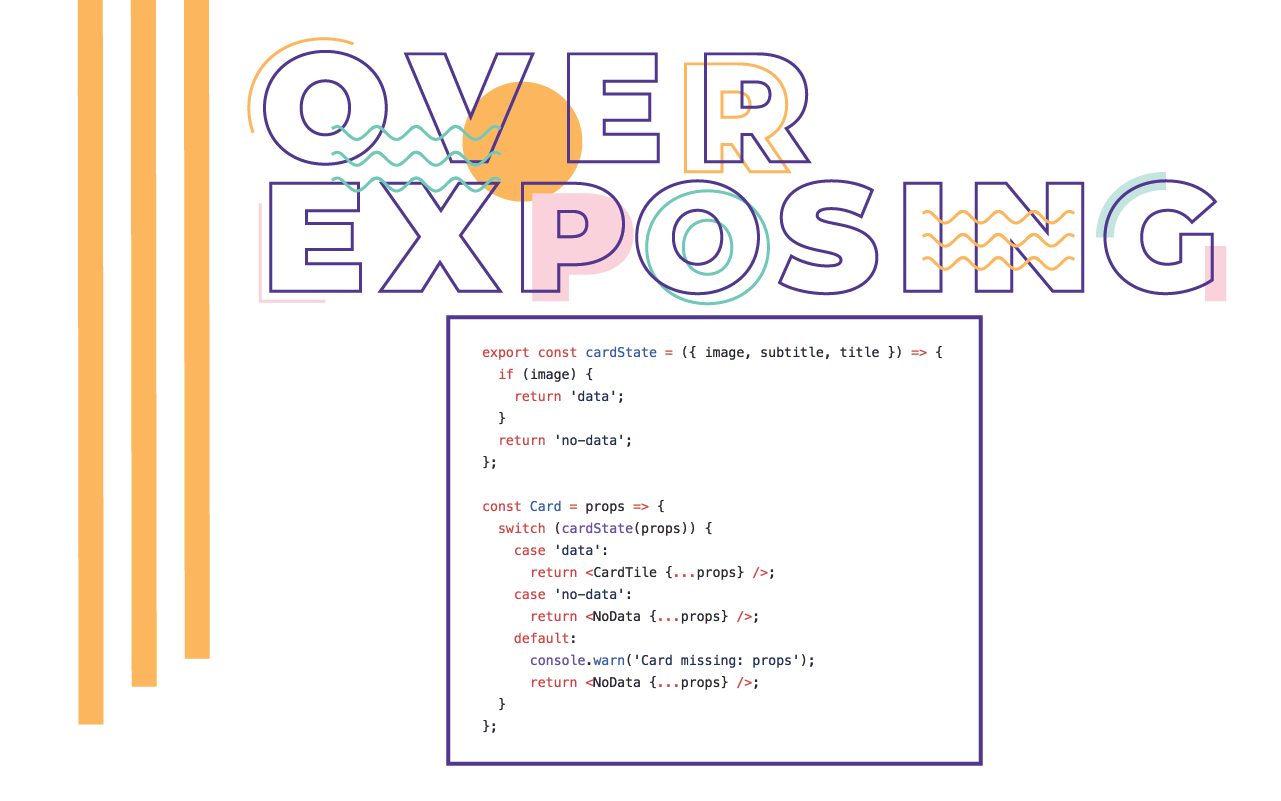 OVER
EXPOSING
export const cardState = ({ image, subtitle, title }) => {
  if (image) {
    return 'data';
  }
  return 'no-data';
};

const Card = props => {
  switch (cardState(props)) {
    case 'data':
      return <CardTile {...props} />;
    case 'no-data':
      return <NoData {...props} />;
    default:
      console.warn('Card missing: props');
      return <NoData {...props} />;
  }
};